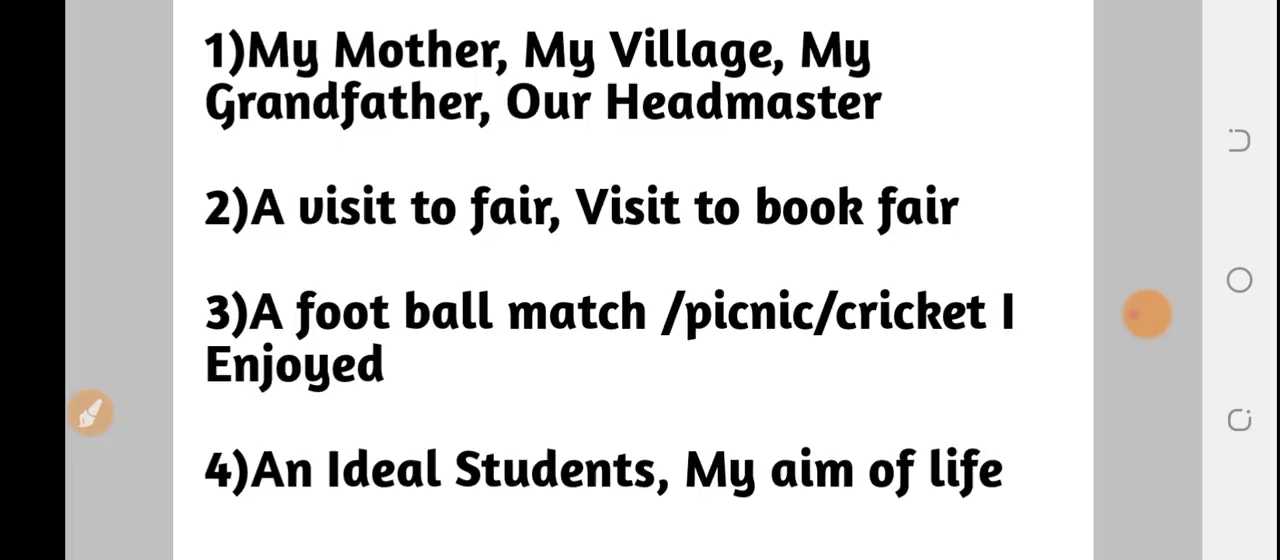 1)My Mother, My Village, My
Grandfather, Our Headmaster
2)A visit to fair, Visit to book fair
3)A foot ball match /picnic/cricket I
Enjoyed
4)An Ideal Students, My aim of life